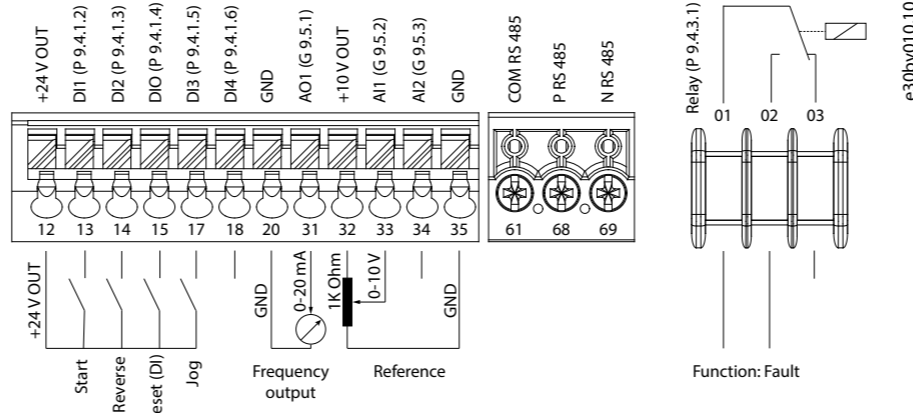 +24 V OUT
DI1 (P 9.4.1.2)
DI2 (P 9.4.1.3)
DIO (P 9.4.1.4)
DI3 (P 9.4.1.5)
DI4 (P 9.4.1.6)
GND
AO1 (G 9.5.1)
+10 V OUT
AI1 (G 9.5.2)
AI2 (G 9.5.3)
GND
COM RS 485
P RS 485
N RS 485
Relay (P 9.4.3.1)
e30bv010.10
01 02 03
12 13 14 15 17 18 20 31 32 33 34 35
61 68 69
+24 V OUT
GND
0-20 mA
1K Ohm
0-10 V
GND
Start
Reverse
eset (DI)
Jog
Frequency
output
Reference
Function: Fault